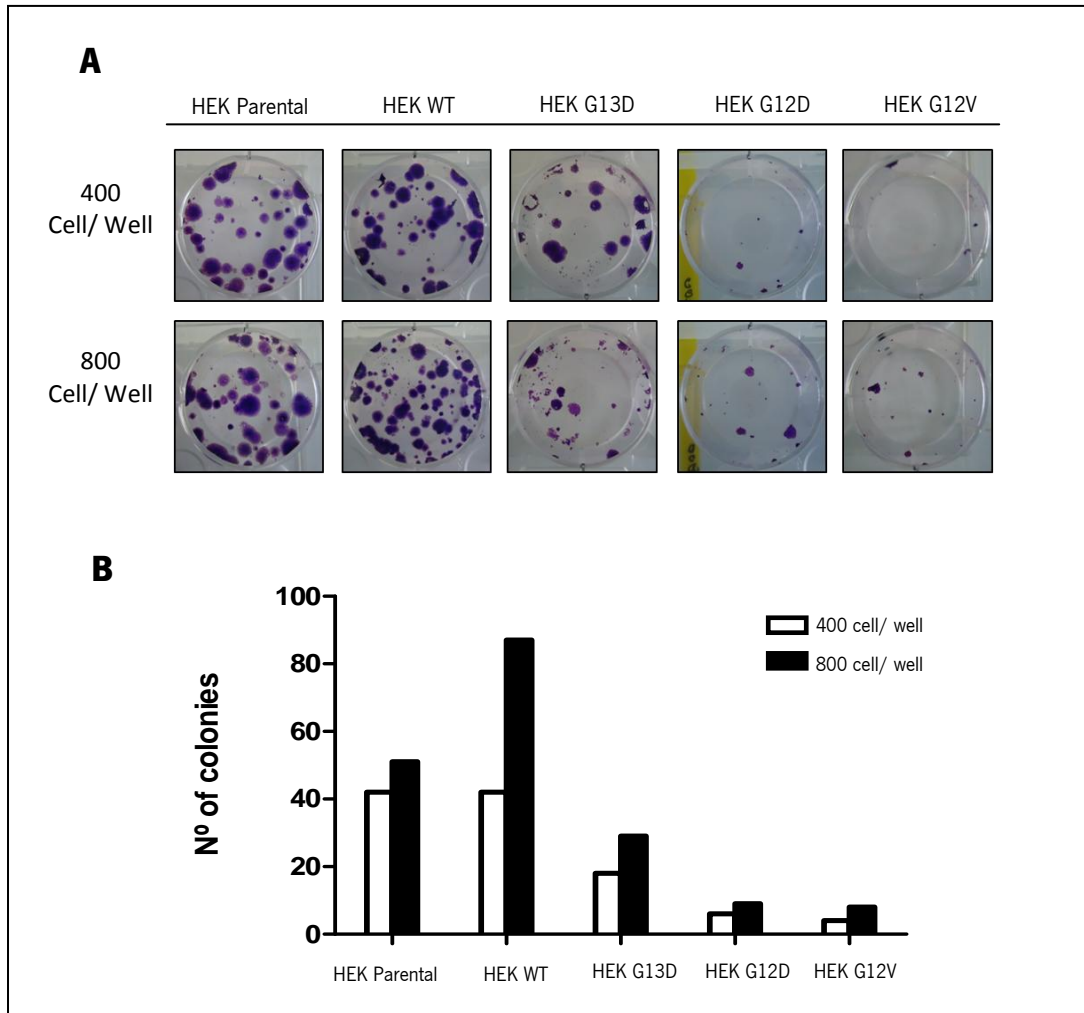 A
HEK Parental HEK WT HEK G13D HEK G12D HEK G12V
400
Cell/ Well
800
Cell/ Well
B
100
80
60
40
20
0
Nº of colonies
400 cell/ well
800 cell/ well
HEK Parental HEK WT HEK G13D HEK G12D HEK G12V